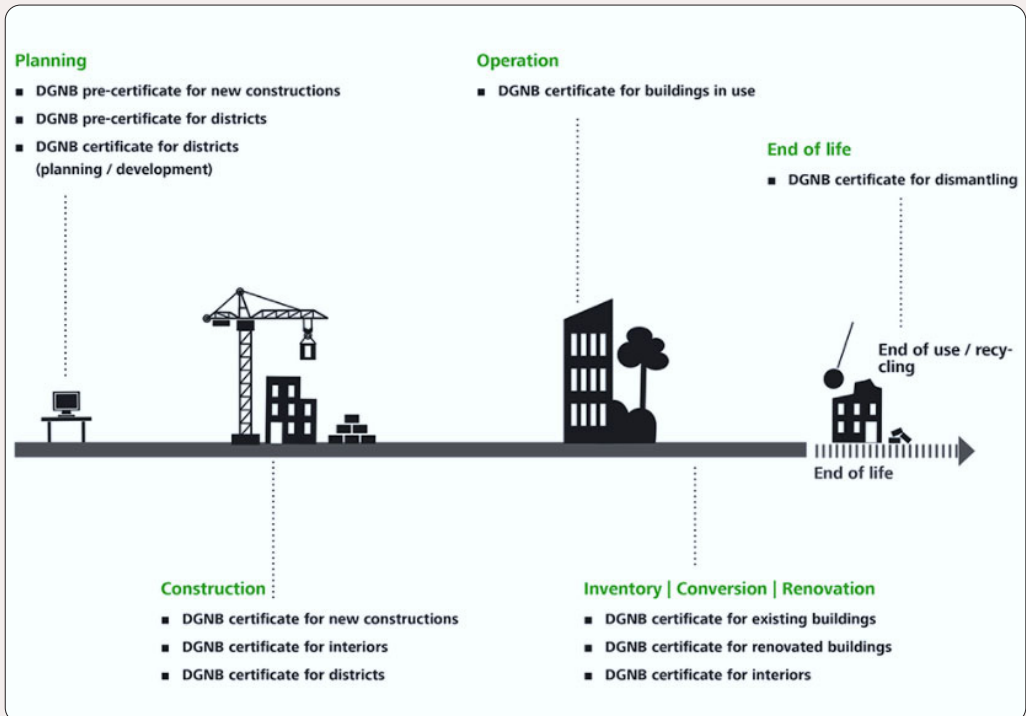 Planning
DGNB pre-certificate for new constructions
DGNB pre-certificate for districts
DGNB certificate for districts
(planning / development)
Operation
DGNB certificate for buildings in use
End of life
DGNB certificate for dismantling
End of use / recy-
cling
End of life
Construction
DGNB certificate for new constructions
DGNB certificate for interiors
DGNB certificate for districts
Inventory | Conversion | Renovation
DGNB certificate for existing buildings
DGNB certificate for renovated buildings
DGNB certificate for interiors